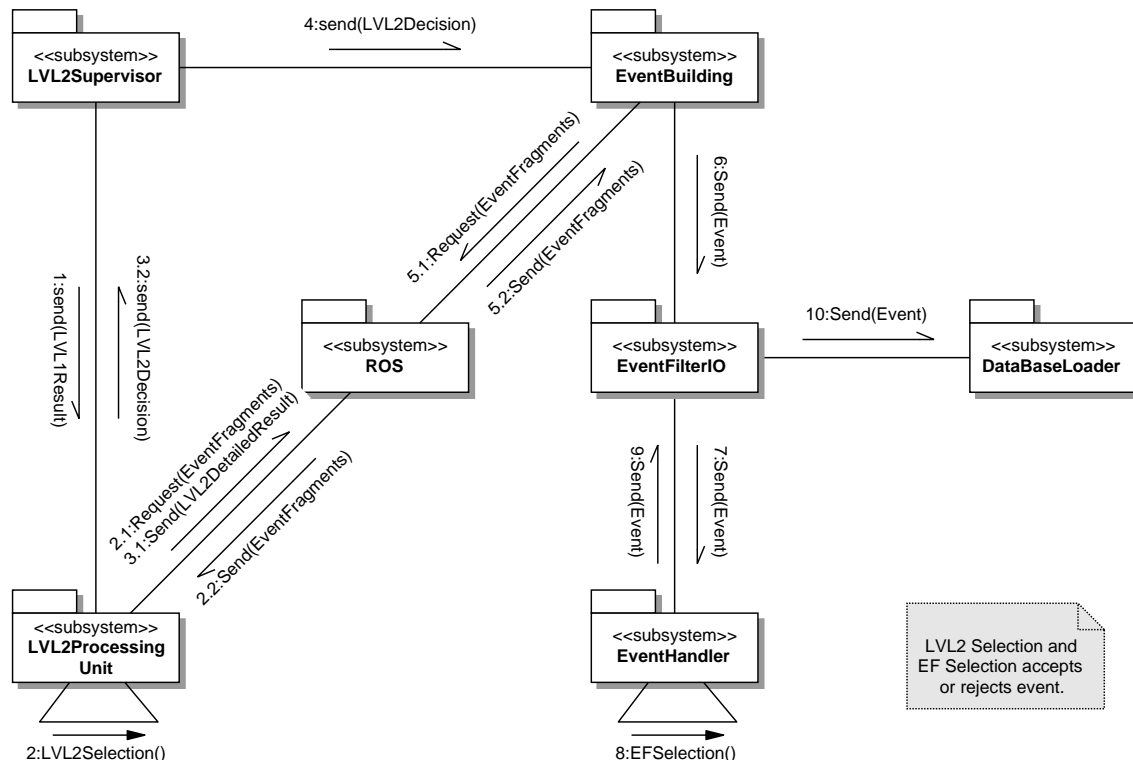 4:send(LVL2Decision)
<<subsystem>>
LVL2Supervisor
<<subsystem>>
EventBuilding
5.1:Request(EventFragments)
5.2:Send(EventFragments)
6:Send(Event)
1:send(LVL1Result)
3.2:send(LVL2Decision)
<<subsystem>>
ROS
<<subsystem>>
EventFilterIO
10:Send(Event)
<<subsystem>>
DataBaseLoader
2.1:Request(EventFragments)
3.1:Send(LVL2DetailedResult)
2.2:Send(EventFragments)
9:Send(Event)
7:Send(Event)
<<subsystem>>
LVL2Processing
Unit
<<subsystem>>
EventHandler
LVL2 Selection and
EF Selection accepts
or rejects event.
2:LVL2Selection()
8:EFSelection()